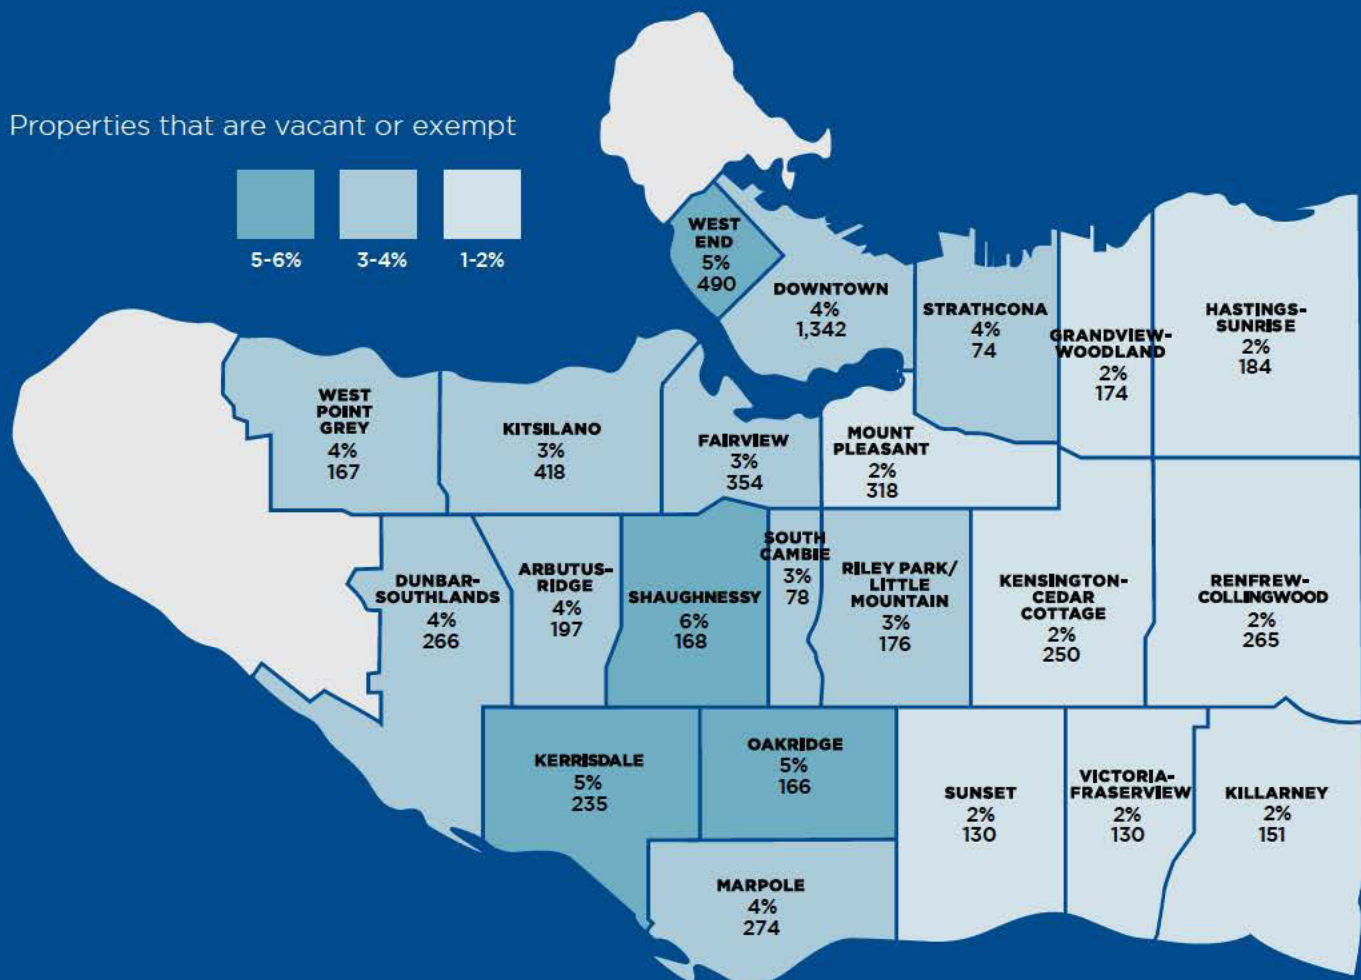 Properties that are vacant or exempt
5-6%
3-4%
1-2%
WEST
END
5%
490
DOWNTOWN
4%
1,342
STRATHCONA
4%
74
GRANDVIEW-
WOODLAND
2%
174
HASTINGS-
SUNRISE
2%
184
WEST
POINT
GREY
4%
167
KITSILANO
3%
418
FAIRVIEW
3%
354
MOUNT
PLEASANT
2%
318
DUNBAR-
SOUTHLANDS
4%
266
ARBUTUS-
RIDGE
4%
197
SHAUGHNESSY
6%
168
SOUTH
CAMBIE
3%
78
RILEY PARK/
LITTLE
MOUNTAIN
3%
176
KENSINGTON-
CEDAR
COTTAGE
2%
250
RENFREW-
COLLINGWOOD
2%
265
KERRISDALE
5%
235
OAKRIDGE
5%
166
SUNSET
2%
130
VICTORIA-
FRASERVIEW
2%
130
KILLARNEY
2%
151
MARPOLE
4%
274